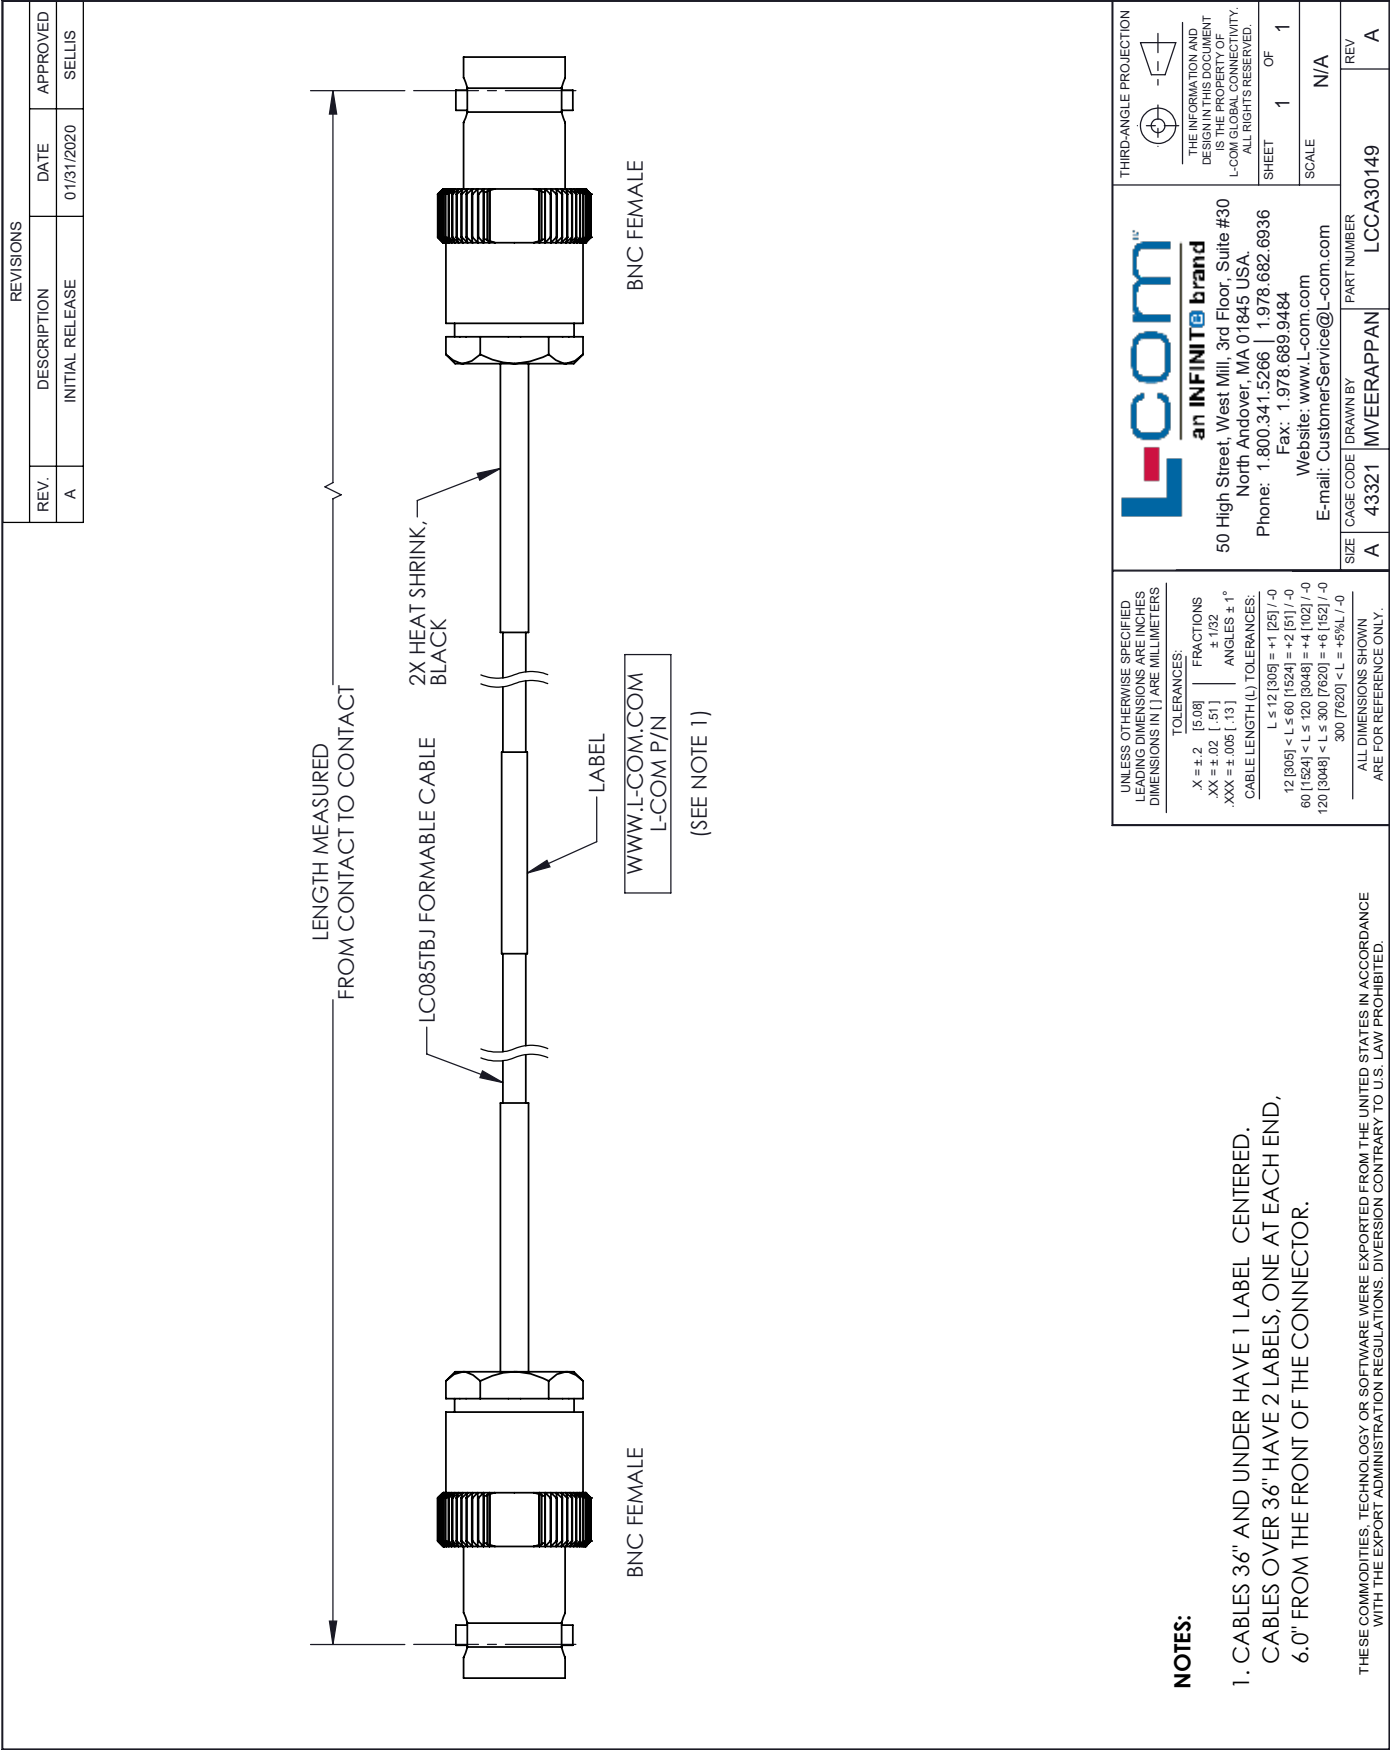 REVISIONS
REV. DESCRIPTION DATE APPROVED
A INITIAL RELEASE 01/31/2020 SELLIS
LENGTH MEASURED
FROM CONTACT TO CONTACT
LC085TBJ FORMABLE CABLE
2X HEAT SHRINK,
BLACK
LABEL
WWW.L-COM.COM
L-COM P/N
(SEE NOTE 1)
BNC FEMALE
BNC FEMALE
NOTES:
1. CABLES 36" AND UNDER HAVE 1 LABEL CENTERED.
CABLES OVER 36" HAVE 2 LABELS, ONE AT EACH END,
6.0" FROM THE FRONT OF THE CONNECTOR.
THESE COMMODITIES, TECHNOLOGY OR SOFTWARE WERE EXPORTED FROM THE UNITED STATES IN ACCORDANCE
WITH THE EXPORT ADMINISTRATION REGULATIONS. DIVERSION CONTRARY TO U.S. LAW PROHIBITED.
UNLESS OTHERWISE SPECIFIED
LEADING DIMENSIONS ARE INCHES
DIMENSIONS IN [ ] ARE MILLIMETERS
TOLERANCES:
.X = ± .2 [5.08] FRACTIONS
.XX = ± .02 [ .51 ] ± 1/32
.XXX = ± .005 [ .13 ] ANGLES ± 1°
CABLE LENGTH (L) TOLERANCES:
L ≤ 12 [305] = +1 [25] / -0
12 [305] < L ≤ 60 [1524] = +2 [51] / -0
60 [1524] < L ≤ 120 [3048] = +4 [102] / -0
120 [3048] < L ≤ 300 [7620] = +6 [152] / -0
300 [7620] < L = +5%L / -0
ALL DIMENSIONS SHOWN
ARE FOR REFERENCE ONLY.
L-com
an INFINIT@ brand
50 High Street, West Mill, 3rd Floor, Suite #30
North Andover, MA 01845 USA.
Phone: 1.800.341.5266 | 1.978.682.6936
Fax: 1.978.689.9484
Website: www.L-com.com
E-mail: CustomerService@L-com.com
THIRD-ANGLE PROJECTION
THE INFORMATION AND
DESIGN IN THIS DOCUMENT
IS THE PROPERTY OF
L-COM GLOBAL CONNECTIVITY.
ALL RIGHTS RESERVED.
SHEET 1 OF 1
SCALE N/A
SIZE CAGE CODE DRAWN BY PART NUMBER REV
A 43321 MVEERAPPAN LCCA30149 A